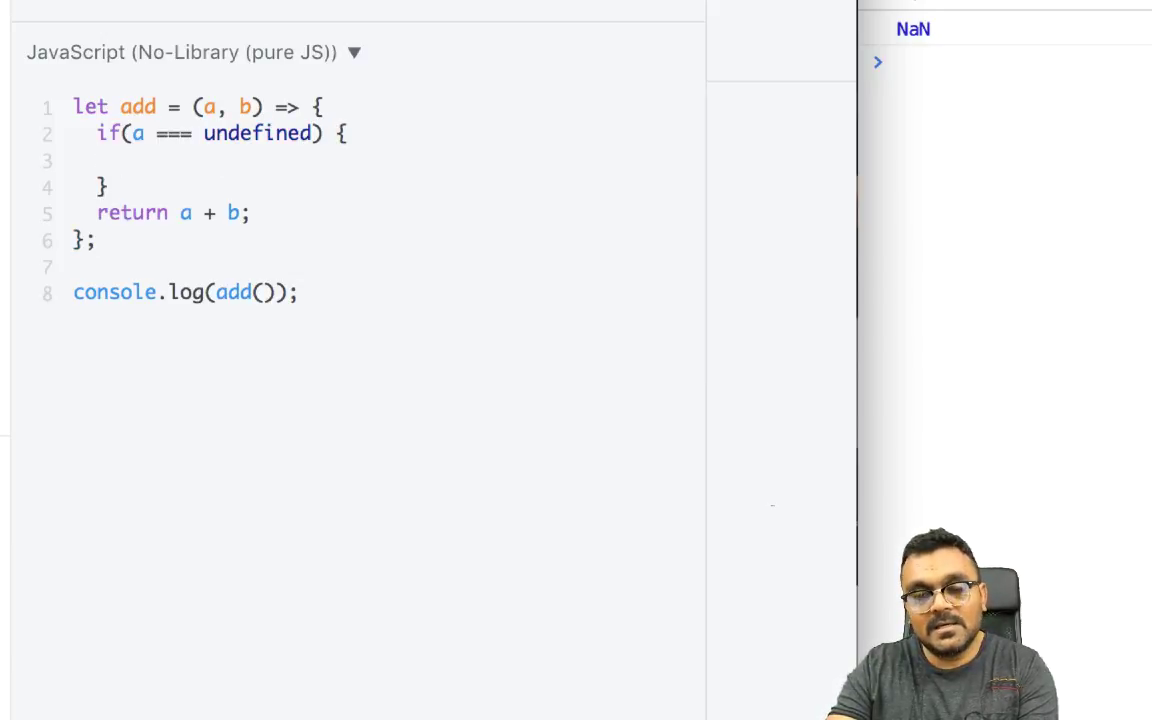 JavaScript (No-Library (pure JS)) ▼
1 let add = (a, b) => {
2   if(a === undefined) {
3
4   }
5   return a + b;
6 };
7
8 console.log(add());
NaN
>